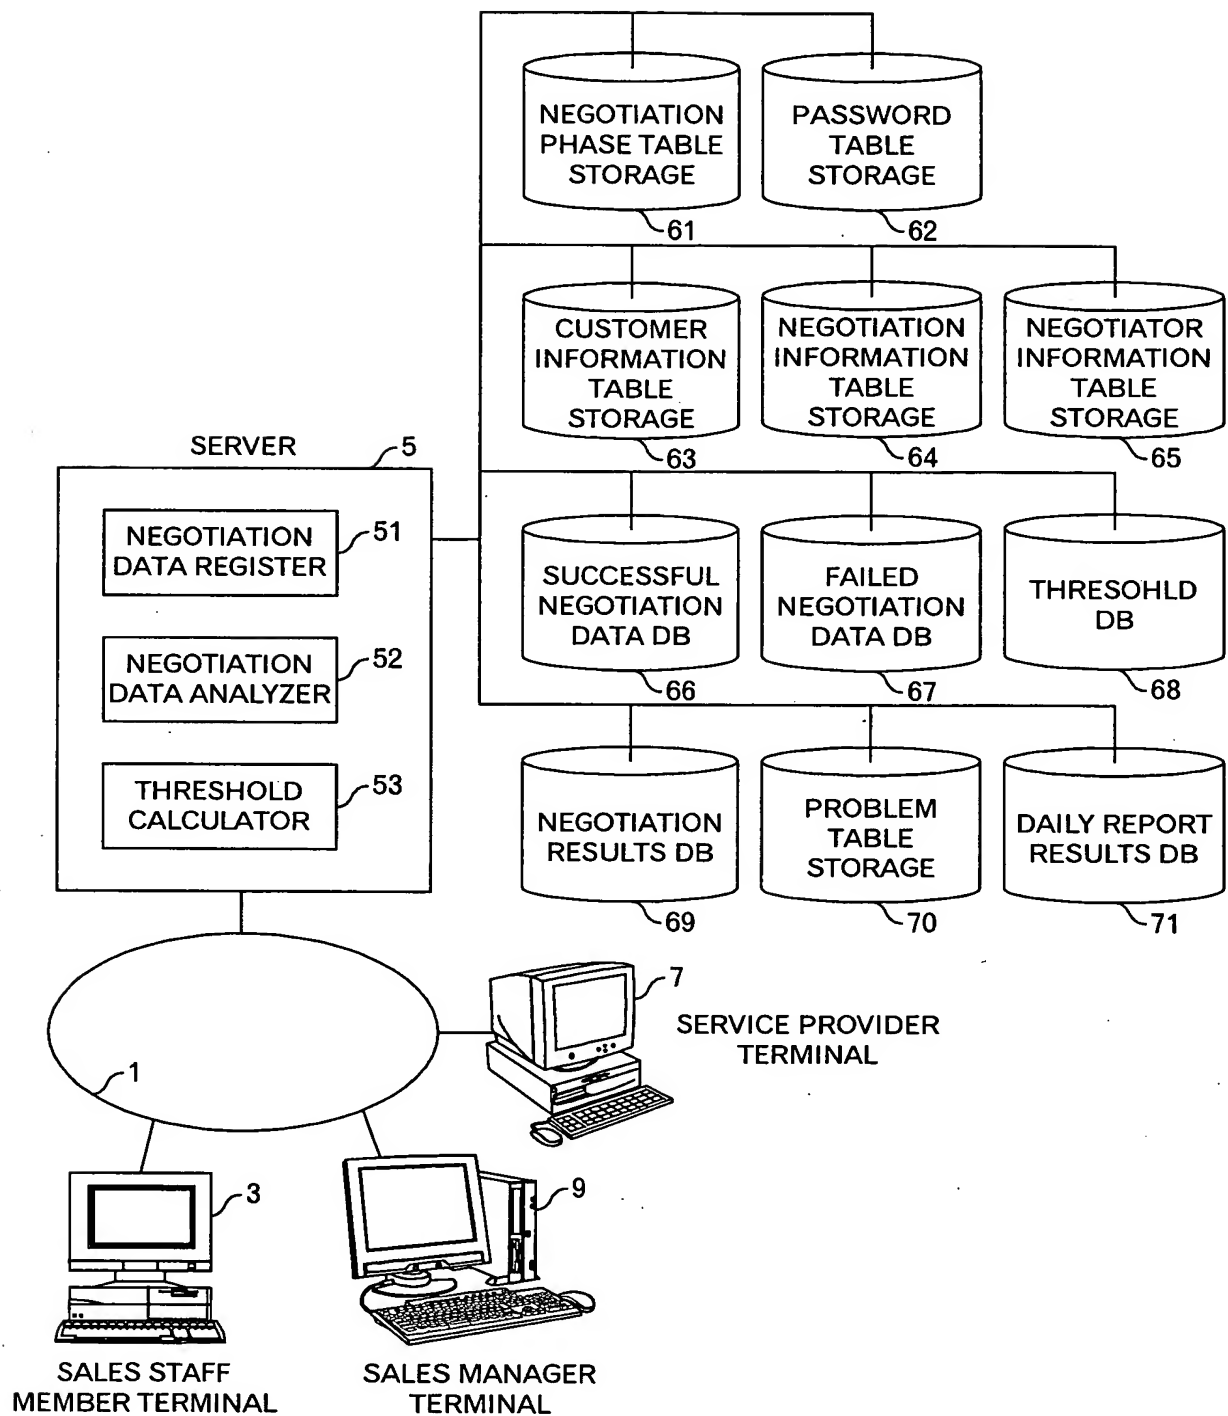 NEGOTIATION
PHASE TABLE
STORAGE
61
PASSWORD
TABLE
STORAGE
62
CUSTOMER
INFORMATION
TABLE
STORAGE
63
NEGOTIATION
INFORMATION
TABLE
STORAGE
64
NEGOTIATOR
INFORMATION
TABLE
STORAGE
65
SERVER
5
NEGOTIATION
DATA REGISTER
51
NEGOTIATION
DATA ANALYZER
52
THRESHOLD
CALCULATOR
53
SUCCESSFUL
NEGOTIATION
DATA DB
66
FAILED
NEGOTIATION
DATA DB
67
THRESOHLD
DB
68
NEGOTIATION
RESULTS DB
69
PROBLEM
TABLE
STORAGE
70
DAILY REPORT
RESULTS DB
71
1
7
SERVICE PROVIDER
TERMINAL
3
SALES STAFF
MEMBER TERMINAL
9
SALES MANAGER
TERMINAL